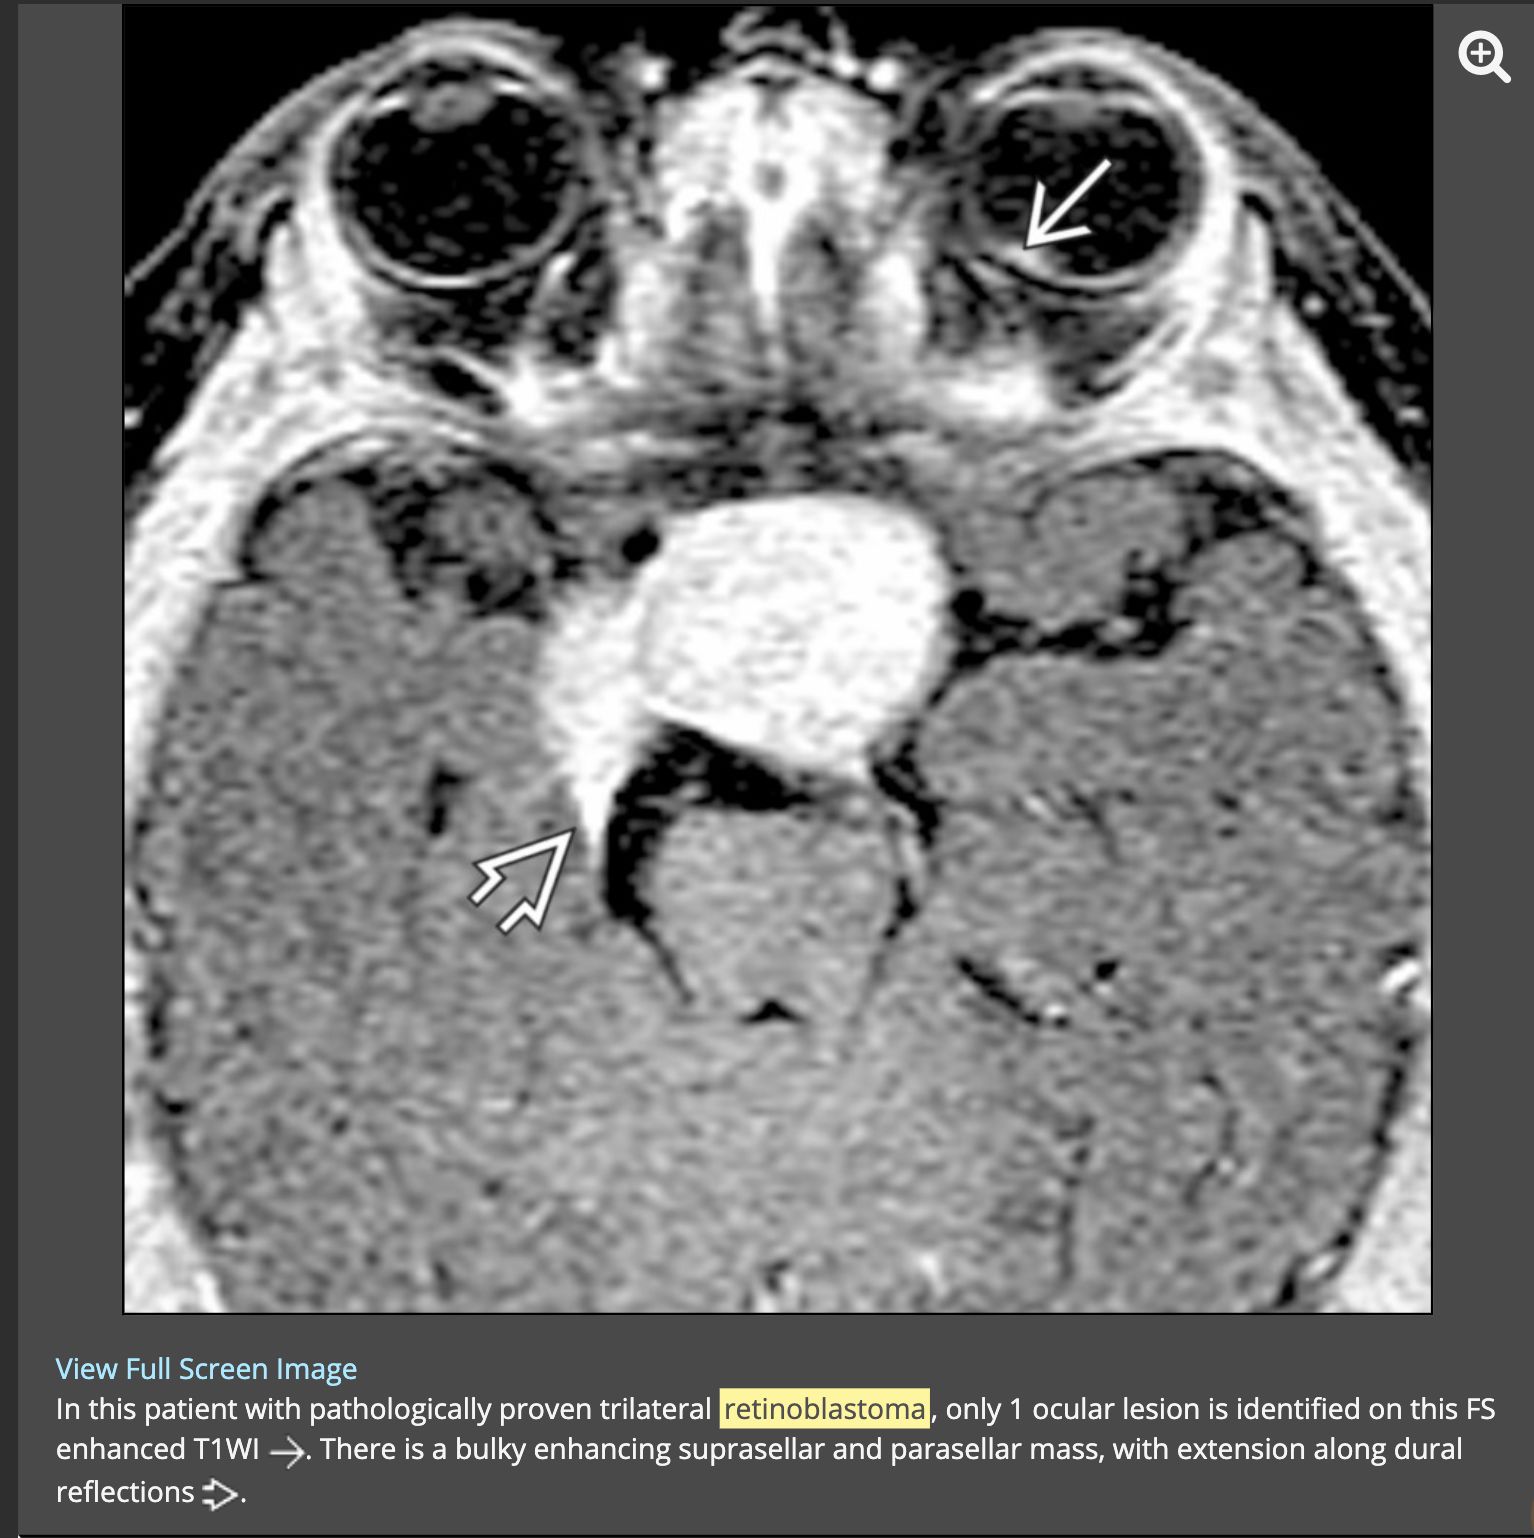 View Full Screen Image
In this patient with pathologically proven trilateral retinoblastoma, only 1 ocular lesion is identified on this FS
enhanced T1WI →. There is a bulky enhancing suprasellar and parasellar mass, with extension along dural
reflections ➩.